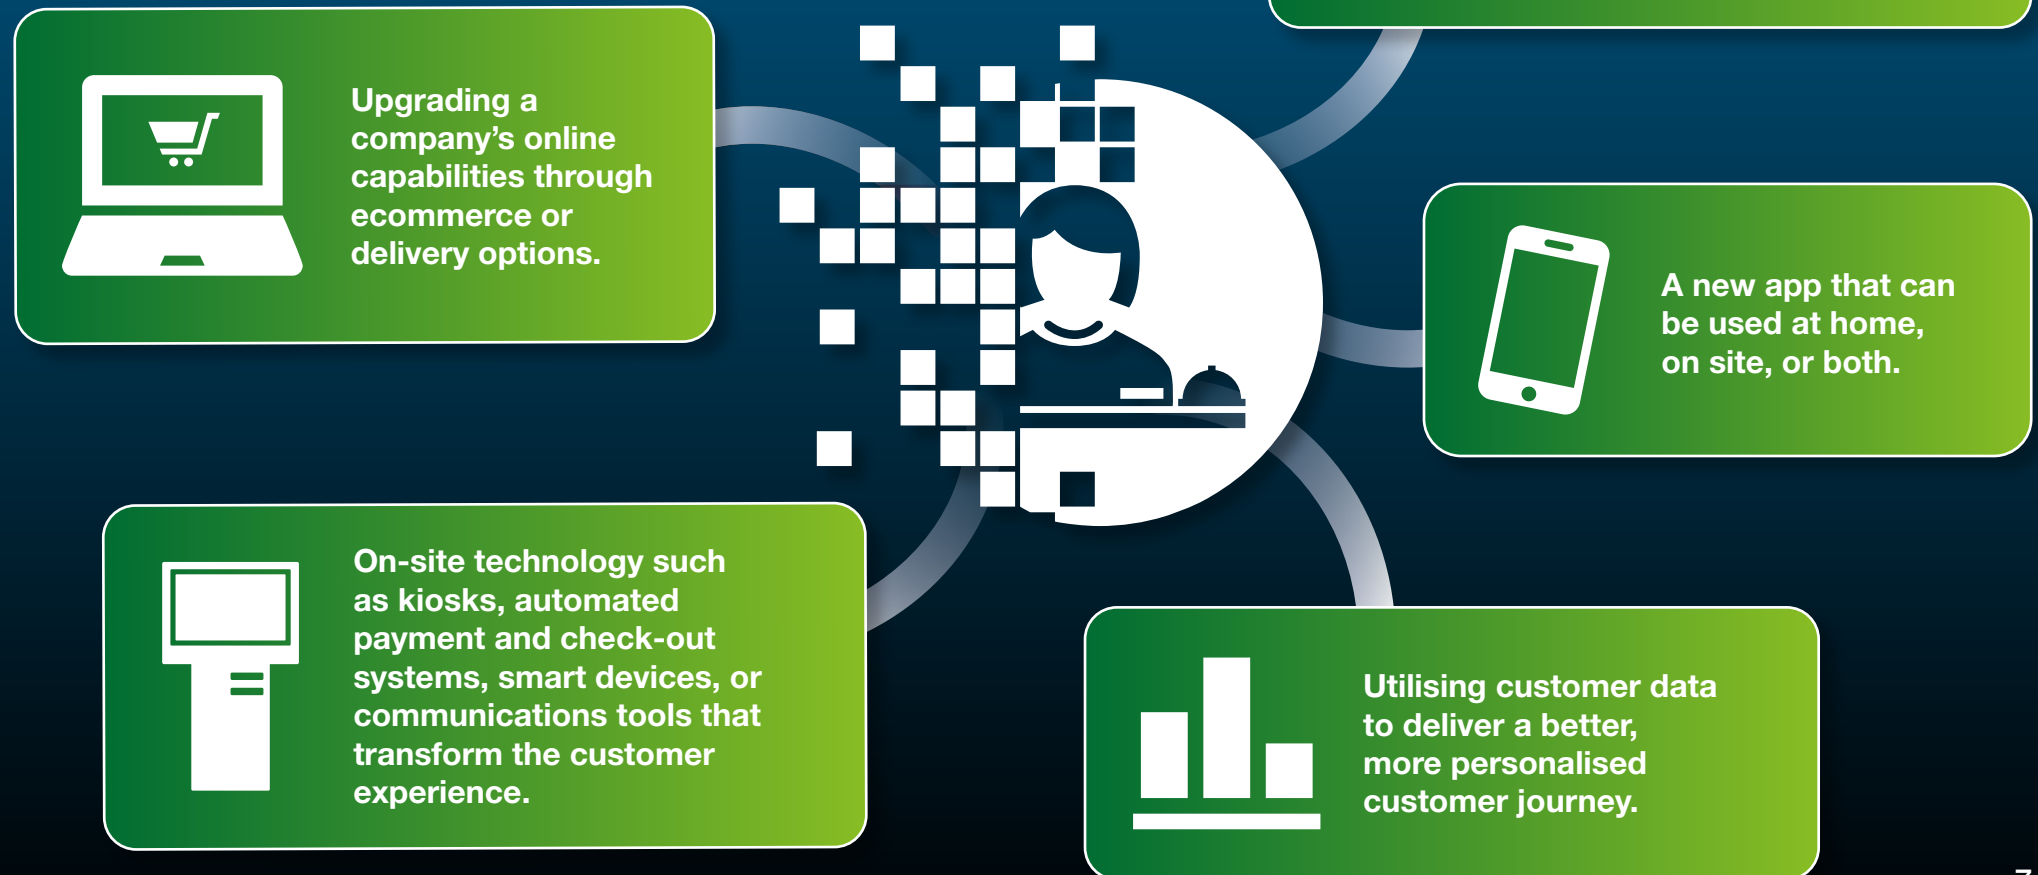 Upgrading a
company’s online
capabilities through
ecommerce or
delivery options.
A new app that can
be used at home,
on site, or both.
On-site technology such
as kiosks, automated
payment and check-out
systems, smart devices, or
communications tools that
transform the customer
experience.
Utilising customer data
to deliver a better,
more personalised
customer journey.